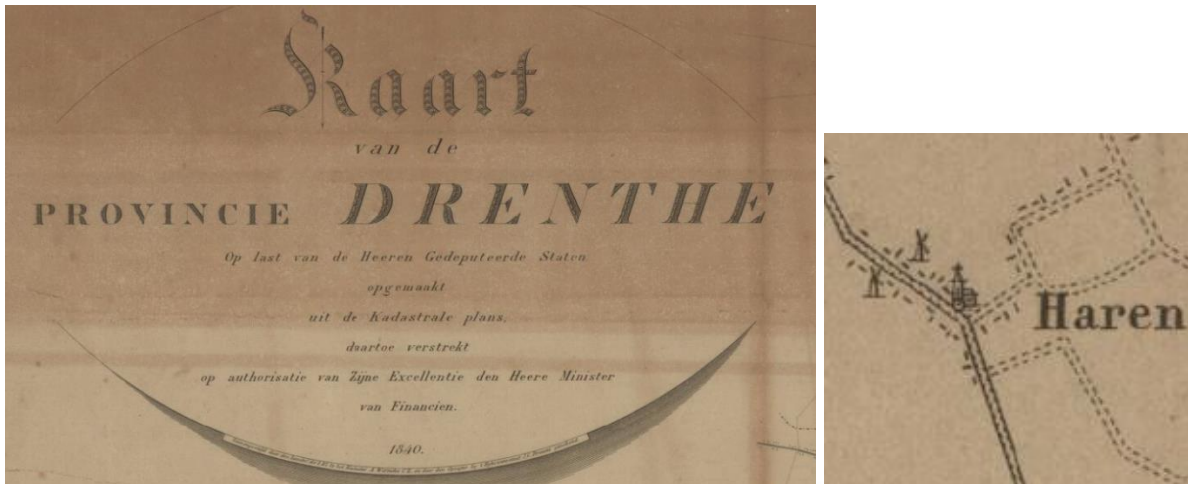 Kaart
van de
PROVINCIE DRENTHE
Op last van de Heeren Gedeputeerde Staten
opgemaakt
uit de Kadastrale plans,
daartoe verstrekt
op authorisatie van Zijne Excellentie den Heere Minister
van Financien.
1840.
Haren